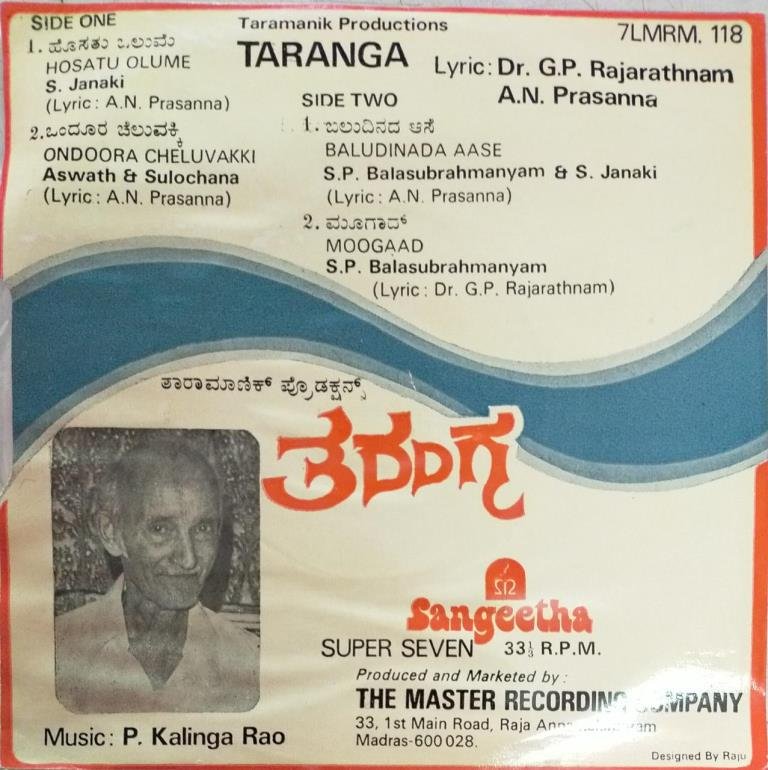 SIDE ONE
1. ಹೊಸತು ಒಲುಮೆ
HOSATU OLUME
S. Janaki
(Lyric : A.N. Prasanna)
2. ಒಂದೂರ ಚೆಲುವಕ್ಕಿ
ONDOORA CHELUVAKKI
Aswath & Sulochana
(Lyric : A.N. Prasanna)
Taramanik Productions
TARANGA
7LMRM. 118
Lyric : Dr. G.P. Rajarathnam
A.N. Prasanna
SIDE TWO
1. ಬಲುದಿನದ ಆಸೆ
BALUDINADA AASE
S.P. Balasubrahmanyam & S. Janaki
(Lyric : A.N. Prasanna)
2. ಮೂಗಾದ್
MOOGAAD
S.P. Balasubrahmanyam
(Lyric : Dr. G.P. Rajarathnam)
ತಾರಾಮಾಣಿಕ್ ಪ್ರೊಡಕ್ಷನ್ಸ್
ತರಂಗ
Sangeetha
SUPER SEVEN 33⅓ R.P.M.
Produced and Marketed by :
THE MASTER RECORDING COMPANY
33, 1st Main Road, Raja
Madras-600 028.
Music : P. Kalinga Rao
Designed By Raju